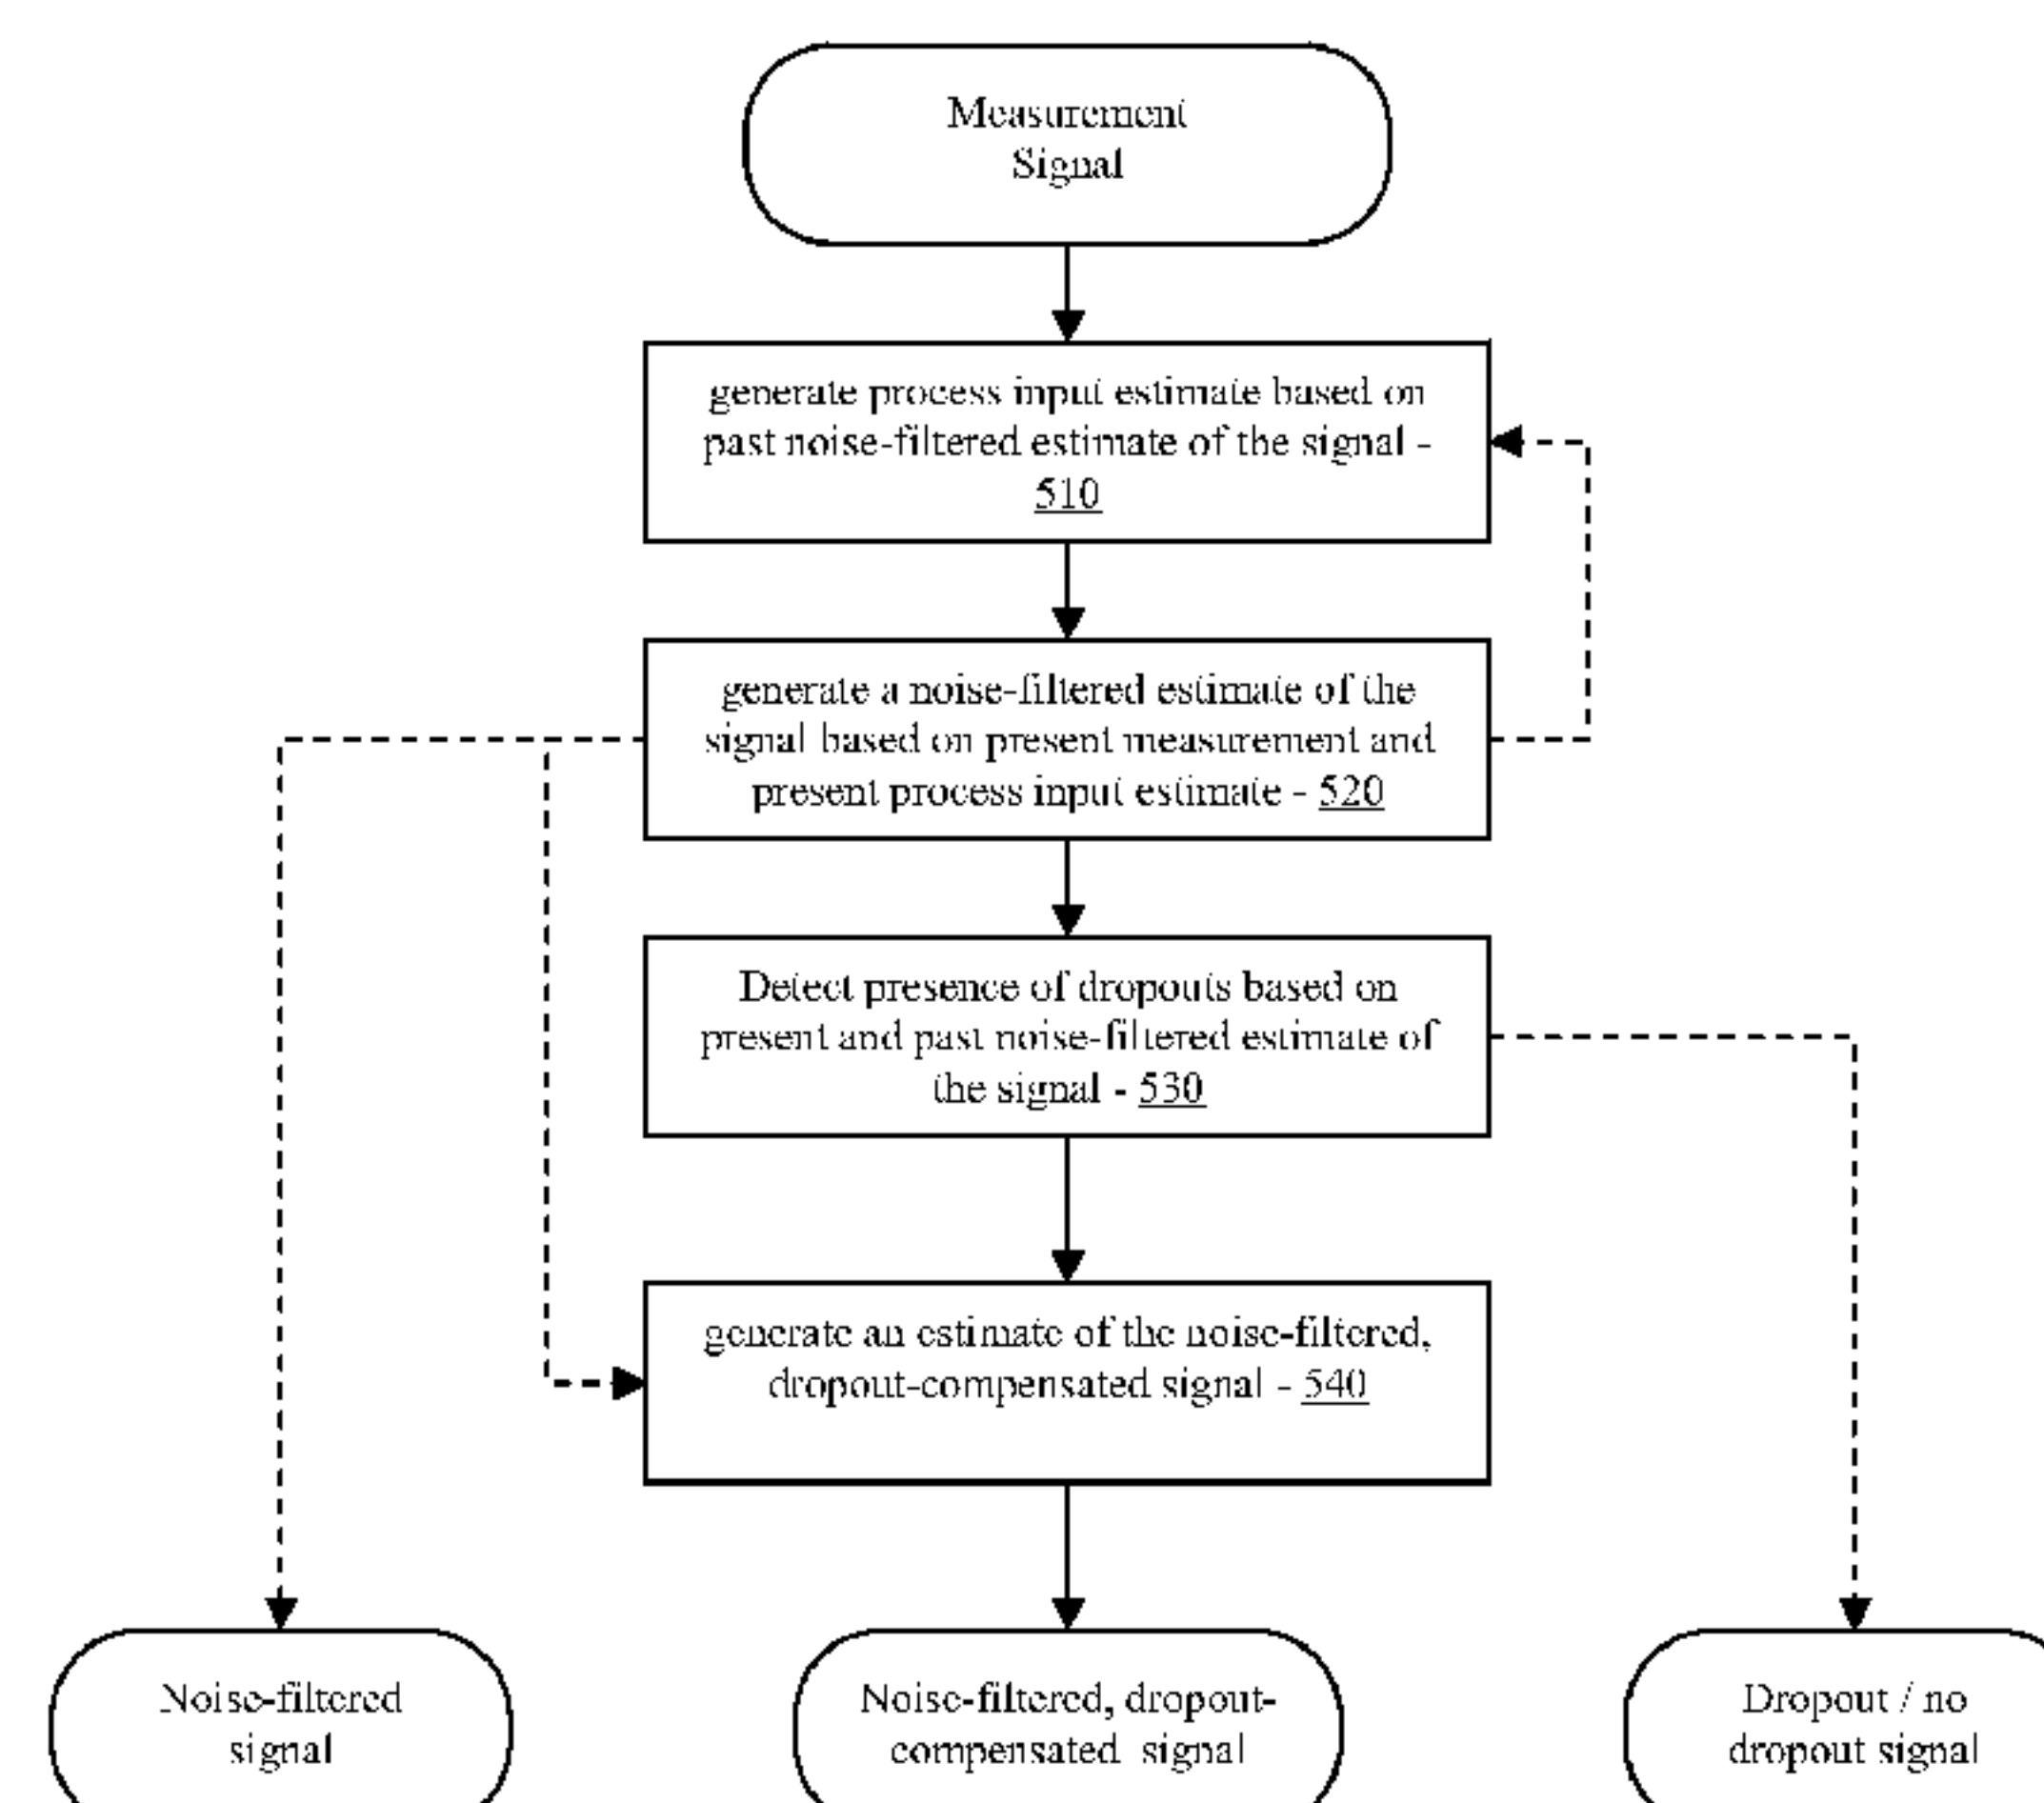 Measurement
Signal
generate process input estimate based on
past noise-filtered estimate of the signal -
510
generate a noise-filtered estimate of the
signal based on present measurement and
present process input estimate - 520
Detect presence of dropouts based on
present and past noise-filtered estimate of
the signal - 530
generate an estimate of the noise-filtered,
dropout-compensated signal - 540
Noise-filtered
signal
Noise-filtered, dropout-
compensated signal
Dropout / no
dropout signal